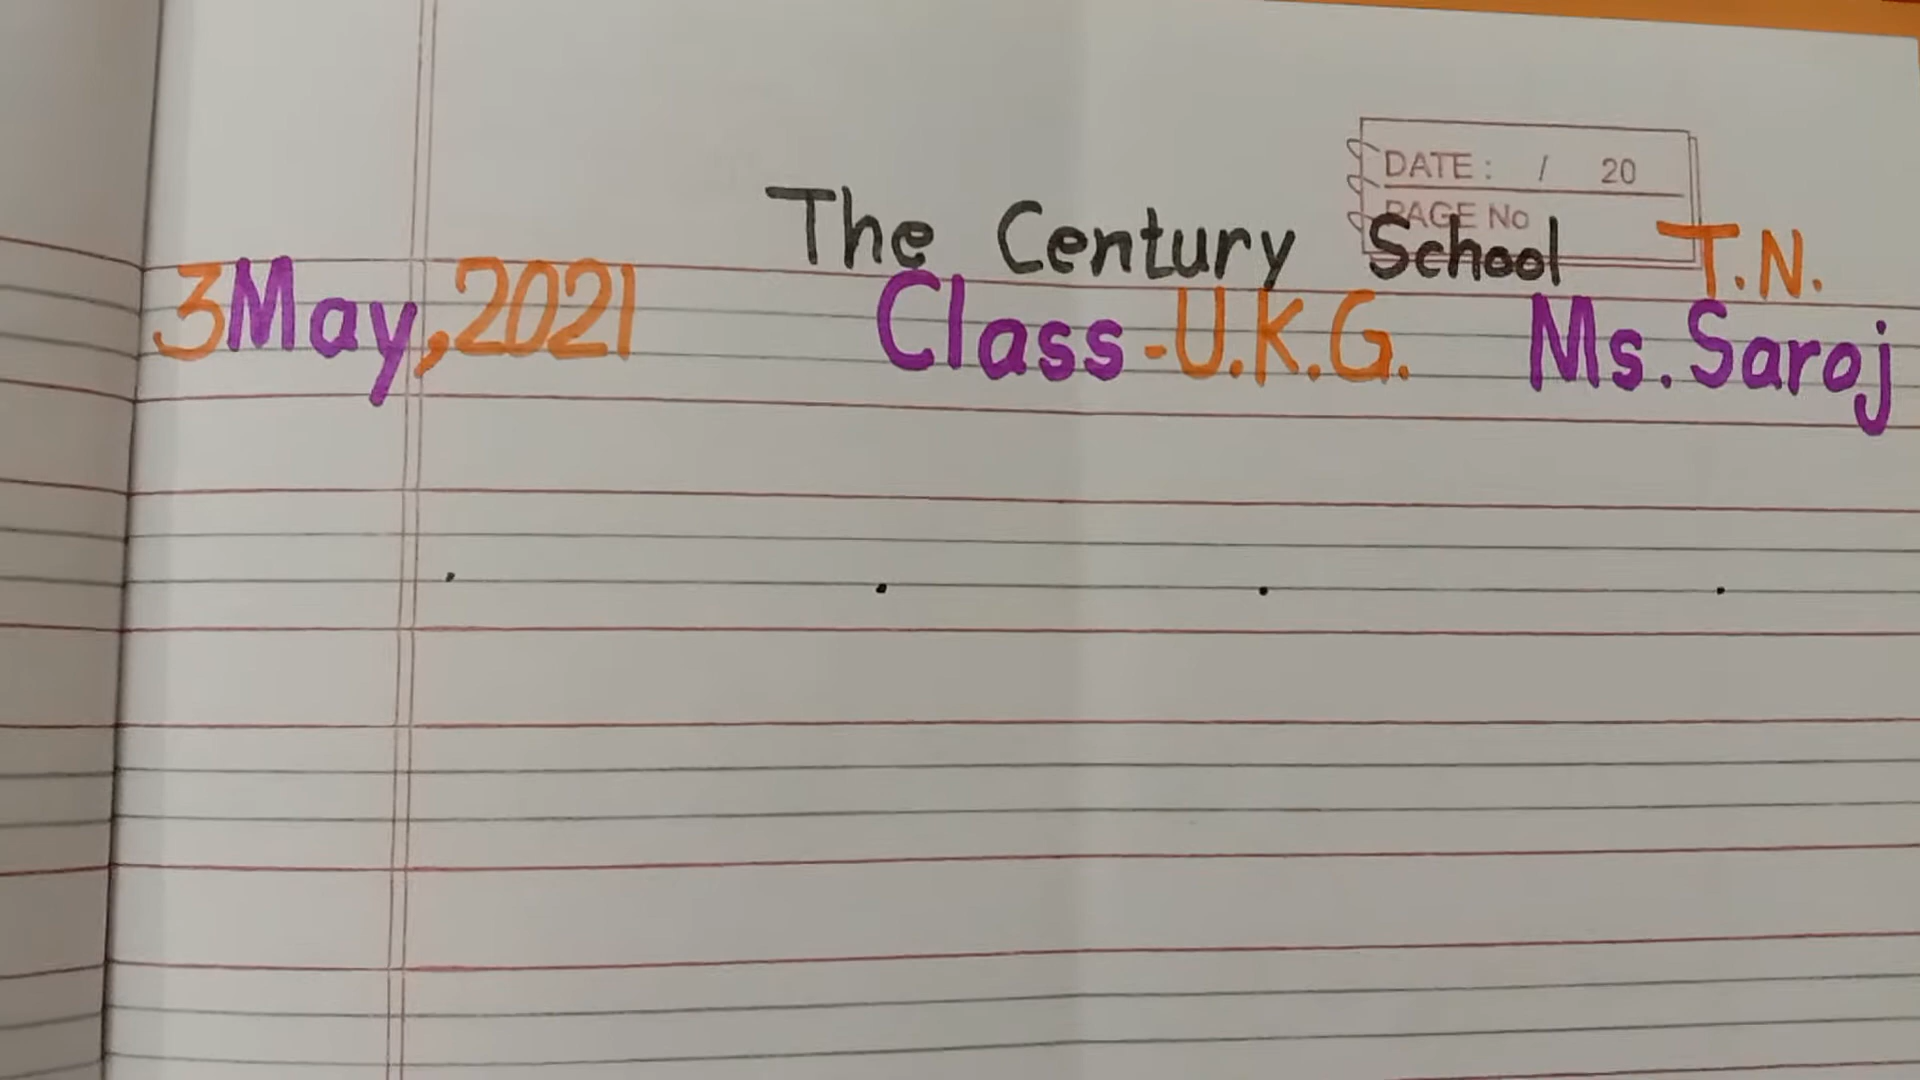 DATE : / 20
PAGE No
The Century School T.N.
3May,2021 Class-U.K.G. Ms.Saroj